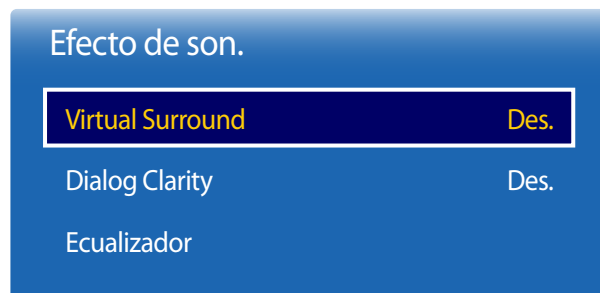 Efecto de son.
Virtual Surround Des.
Dialog Clarity Des.
Ecualizador